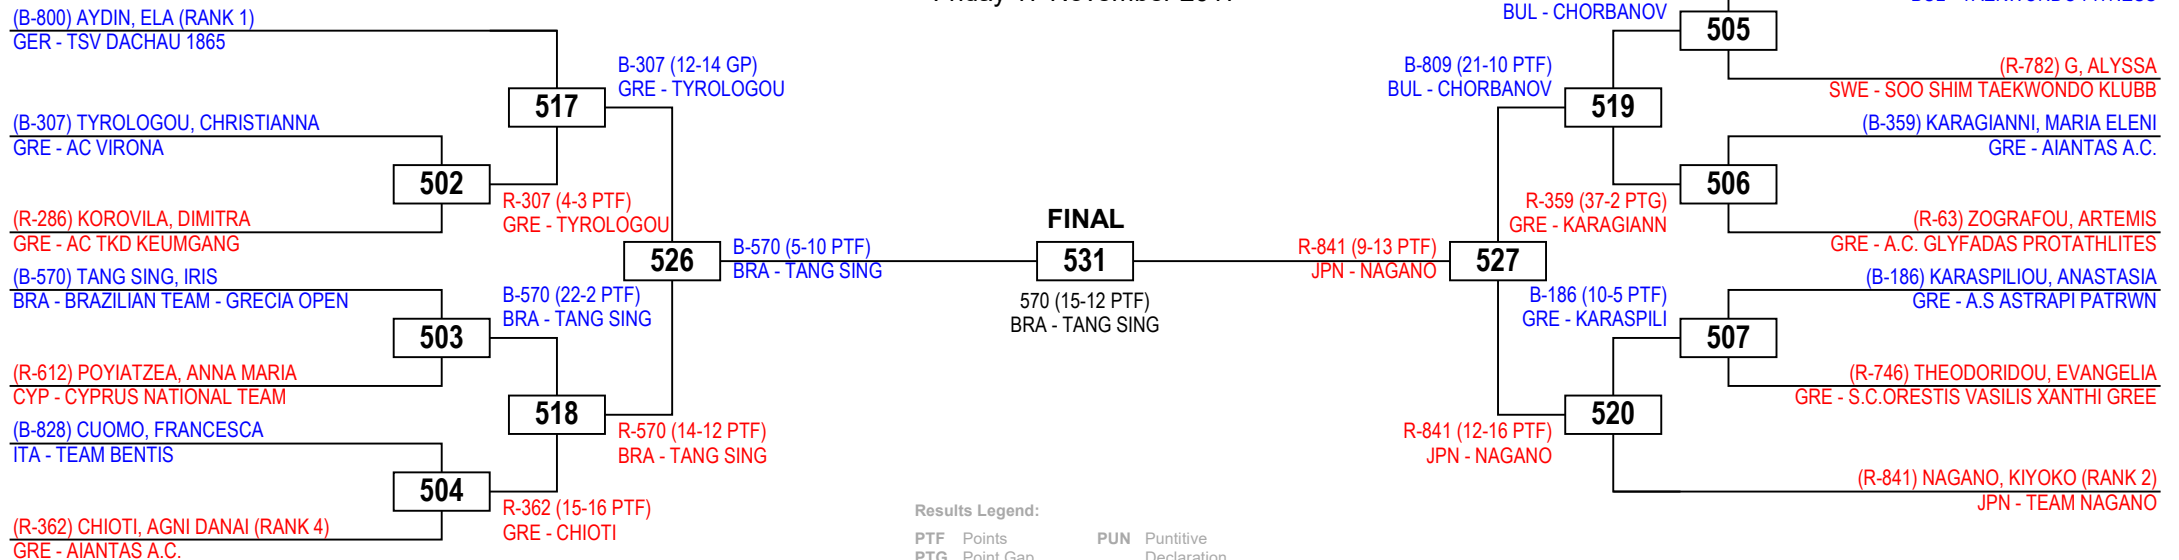 (B-800) AYDIN, ELA (RANK 1)
GER - TSV DACHAU 1865
517
B-307 (12-14 GP)
GRE - TYROLOGOU
(B-307) TYROLOGOU, CHRISTIANNA
GRE - AC VIRONA
502
R-307 (4-3 PTF)
GRE - TYROLOGOU
(R-286) KOROVILA, DIMITRA
GRE - AC TKD KEUMGANG
526
B-570 (5-10 PTF)
BRA - TANG SING
(B-570) TANG SING, IRIS
BRA - BRAZILIAN TEAM - GRECIA OPEN
B-570 (22-2 PTF)
BRA - TANG SING
503
(R-612) POYIATZEA, ANNA MARIA
CYP - CYPRUS NATIONAL TEAM
518
R-570 (14-12 PTF)
BRA - TANG SING
(B-828) CUOMO, FRANCESCA
ITA - TEAM BENTIS
504
R-362 (15-16 PTF)
GRE - CHIOTI
(R-362) CHIOTI, AGNI DANAI (RANK 4)
GRE - AIANTAS A.C.
FINAL
531
570 (15-12 PTF)
BRA - TANG SING
BUL - CHORBANOV
505
(R-782) G, ALYSSA
SWE - SOO SHIM TAEKWONDO KLUBB
B-809 (21-10 PTF)
BUL - CHORBANOV
519
(B-359) KARAGIANNI, MARIA ELENI
GRE - AIANTAS A.C.
506
R-359 (37-2 PTG)
GRE - KARAGIANN
(R-63) ZOGRAFOU, ARTEMIS
GRE - A.C. GLYFADAS PROTATHLITES
R-841 (9-13 PTF)
JPN - NAGANO
527
(B-186) KARASPILIOU, ANASTASIA
GRE - A.S ASTRAPI PATRWN
B-186 (10-5 PTF)
GRE - KARASPILI
507
(R-746) THEODORIDOU, EVANGELIA
GRE - S.C.ORESTIS VASILIS XANTHI GREE
520
R-841 (12-16 PTF)
JPN - NAGANO
(R-841) NAGANO, KIYOKO (RANK 2)
JPN - TEAM NAGANO
Results Legend:
PTF Points
PUN Puntitive
PTG Point Gap
Declaration